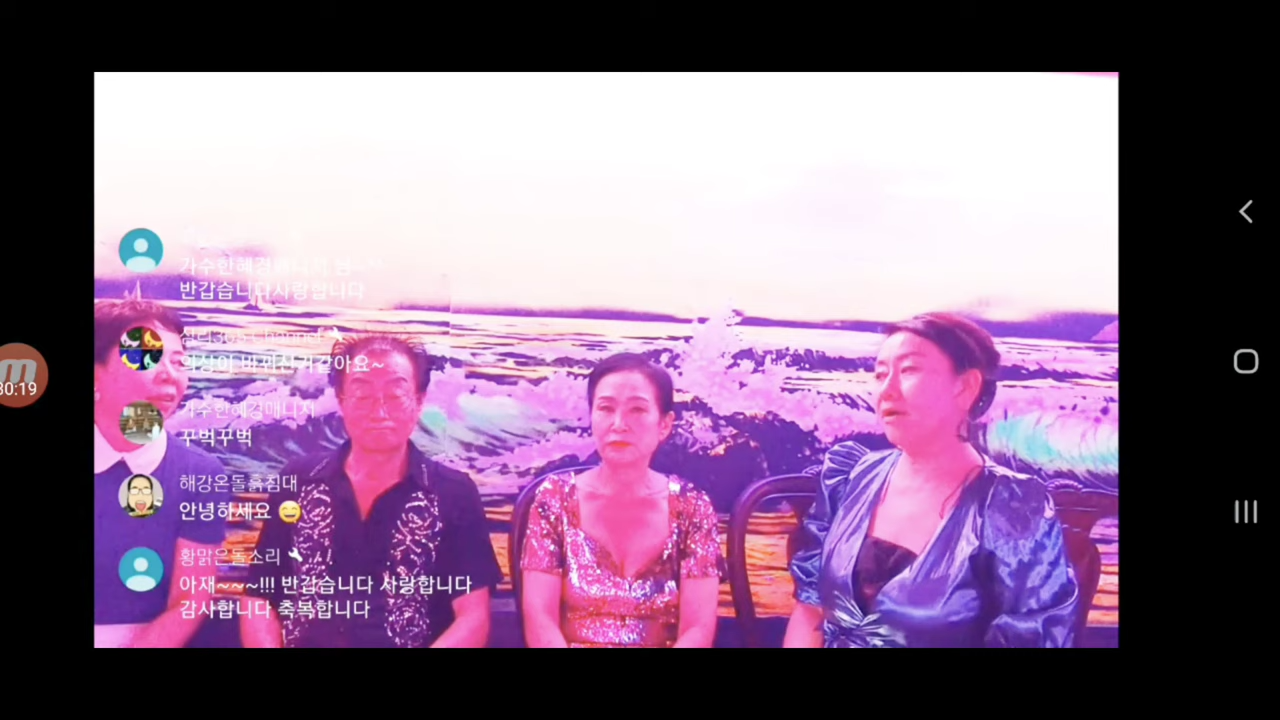 가수한혜경매니저 님~^^
반갑습니다사랑합니다
의상이 바뀌신거같아요~
가수한혜경매니저
꾸벅꾸벅
해강온돌흙침대
안녕하세요 😄
황맑은돌소리
아재~~~!!! 반갑습니다 사랑합니다
감사합니다 축복합니다
30:19